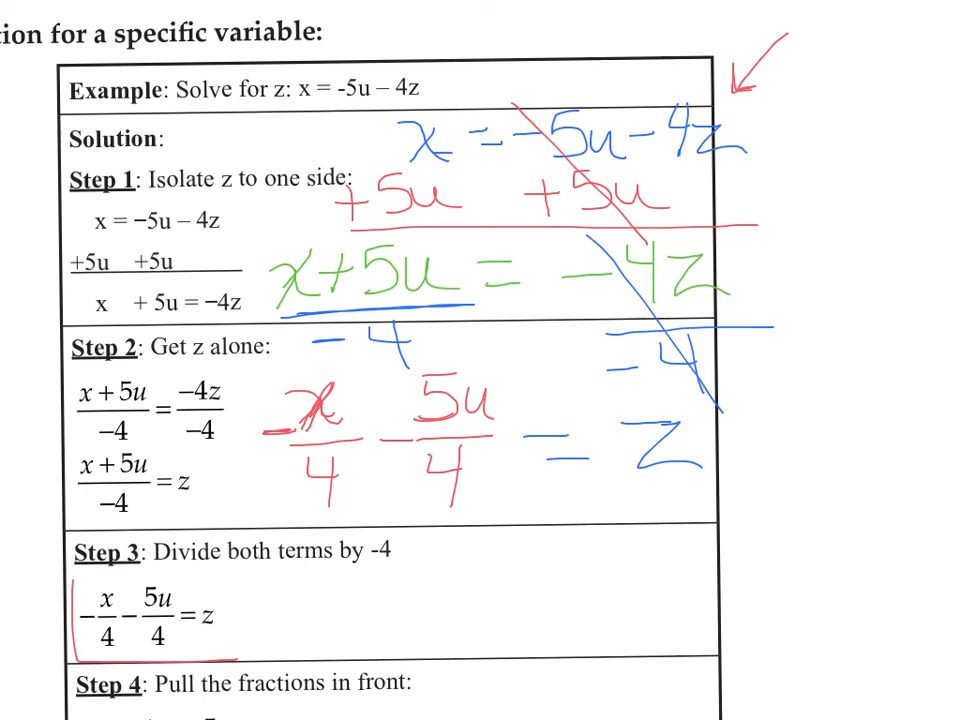 tion for a specific variable:
Example: Solve for z: x = -5u – 4z
Solution:
x = -5u - 4z
Step 1: Isolate z to one side:
+5u +5u
x = −5u – 4z
+5u +5u
x+5u = -4z
x + 5u = −4z
-4 -4
Step 2: Get z alone:
x + 5u / −4 = −4z / −4
-x/4 - 5u/4 = z
x + 5u / −4 = z
Step 3: Divide both terms by -4
−x/4 − 5u/4 = z
Step 4: Pull the fractions in front: